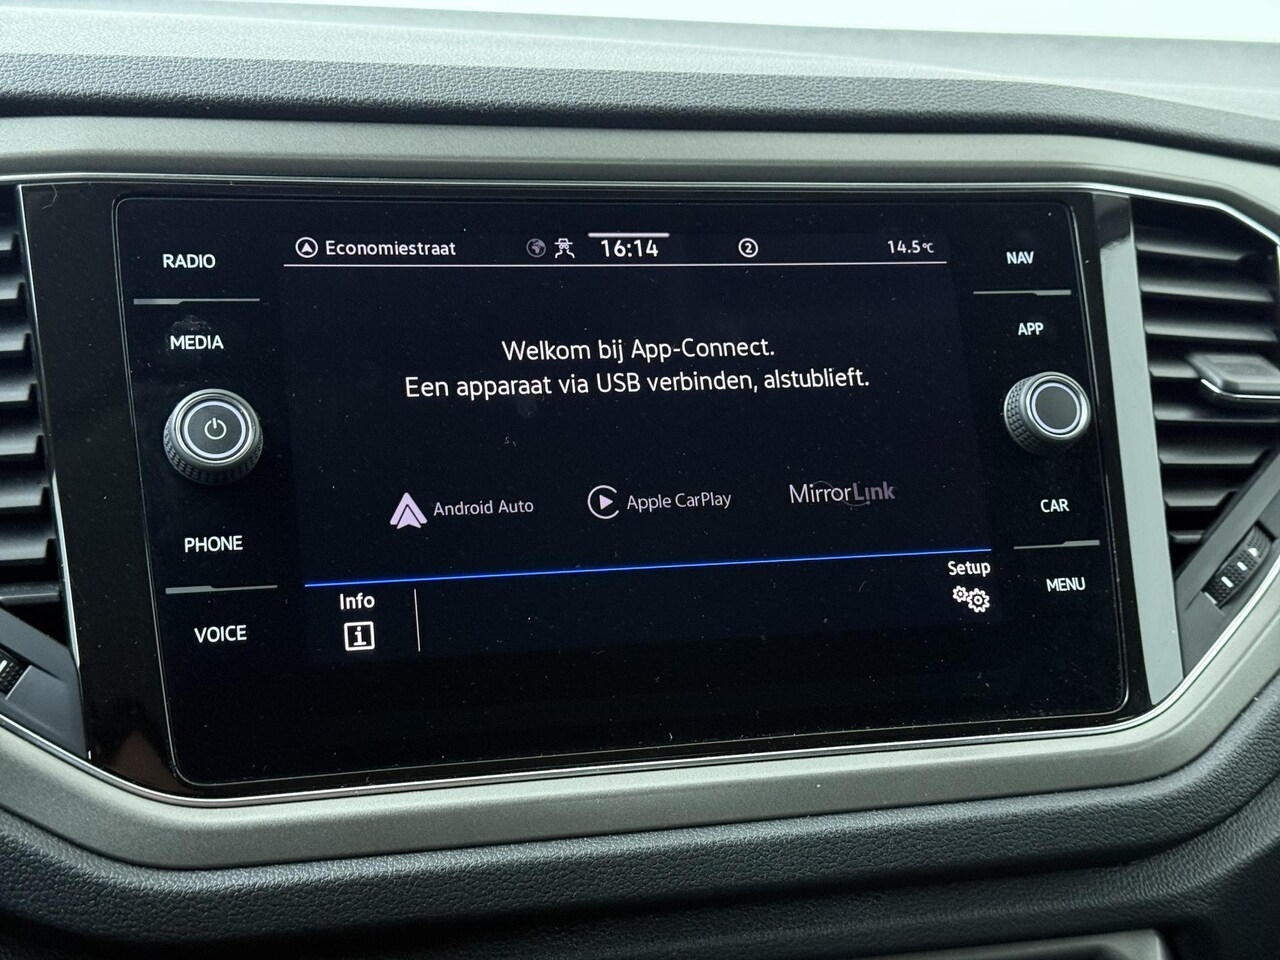 RADIO
MEDIA
PHONE
VOICE
Economiestraat
16:14
2
14.5°C
Welkom bij App-Connect.
Een apparaat via USB verbinden, alstublieft.
Android Auto
Apple CarPlay
MirrorLink
Info
Setup
NAV
APP
CAR
MENU